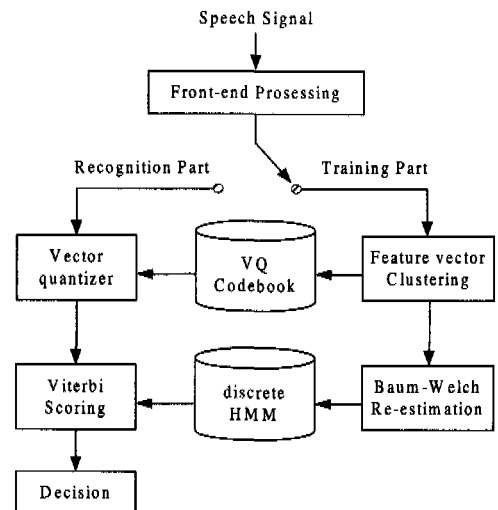 Speech Signal
Front-end Prosessing
Recognition Part
Training Part
Vector
quantizer
VQ
Codebook
Feature vector
Clustering
Viterbi
Scoring
discrete
HMM
Baum-Welch
Re-estimation
Decision